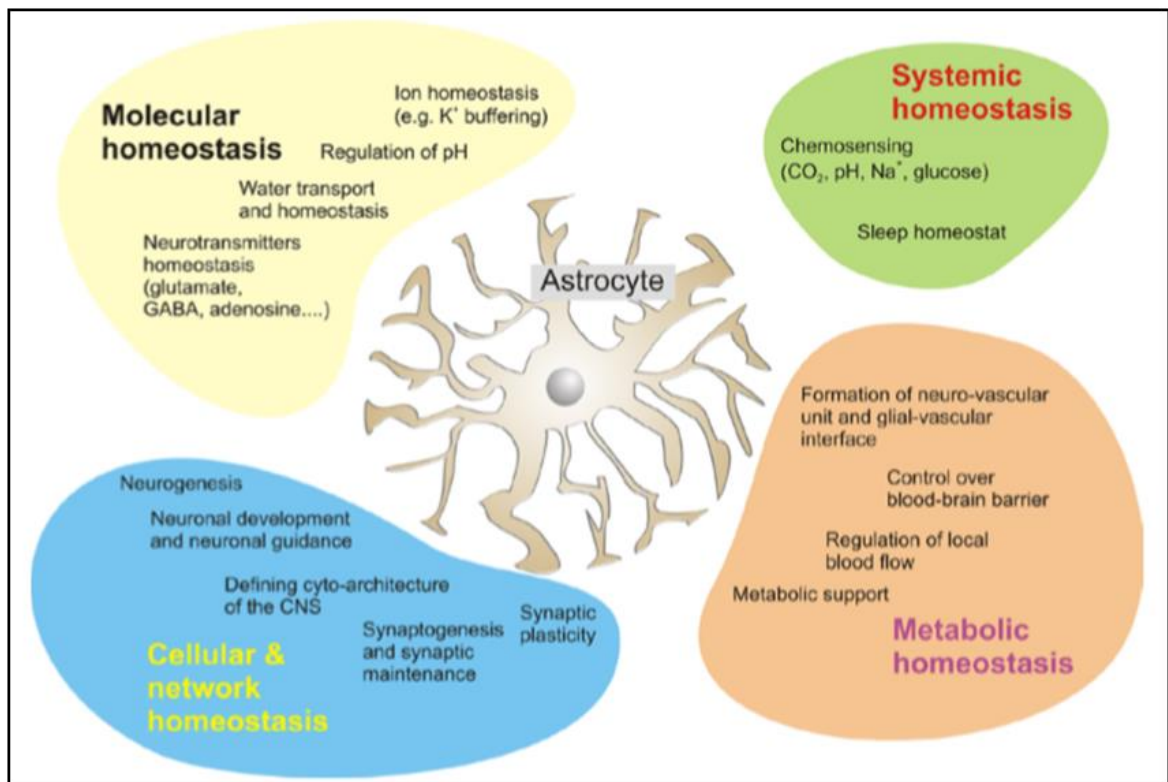 Molecular
homeostasis
Ion homeostasis
(e.g. K⁺ buffering)
Regulation of pH
Water transport
and homeostasis
Neurotransmitters
homeostasis
(glutamate,
GABA, adenosine....)
Systemic
homeostasis
Chemosensing
(CO₂, pH, Na⁺, glucose)
Sleep homeostat
Astrocyte
Neurogenesis
Neuronal development
and neuronal guidance
Defining cyto-architecture
of the CNS
Synaptogenesis
and synaptic
maintenance
Synaptic
plasticity
Cellular &
network
homeostasis
Formation of neuro-vascular
unit and glial-vascular
interface
Control over
blood-brain barrier
Regulation of local
blood flow
Metabolic support
Metabolic
homeostasis